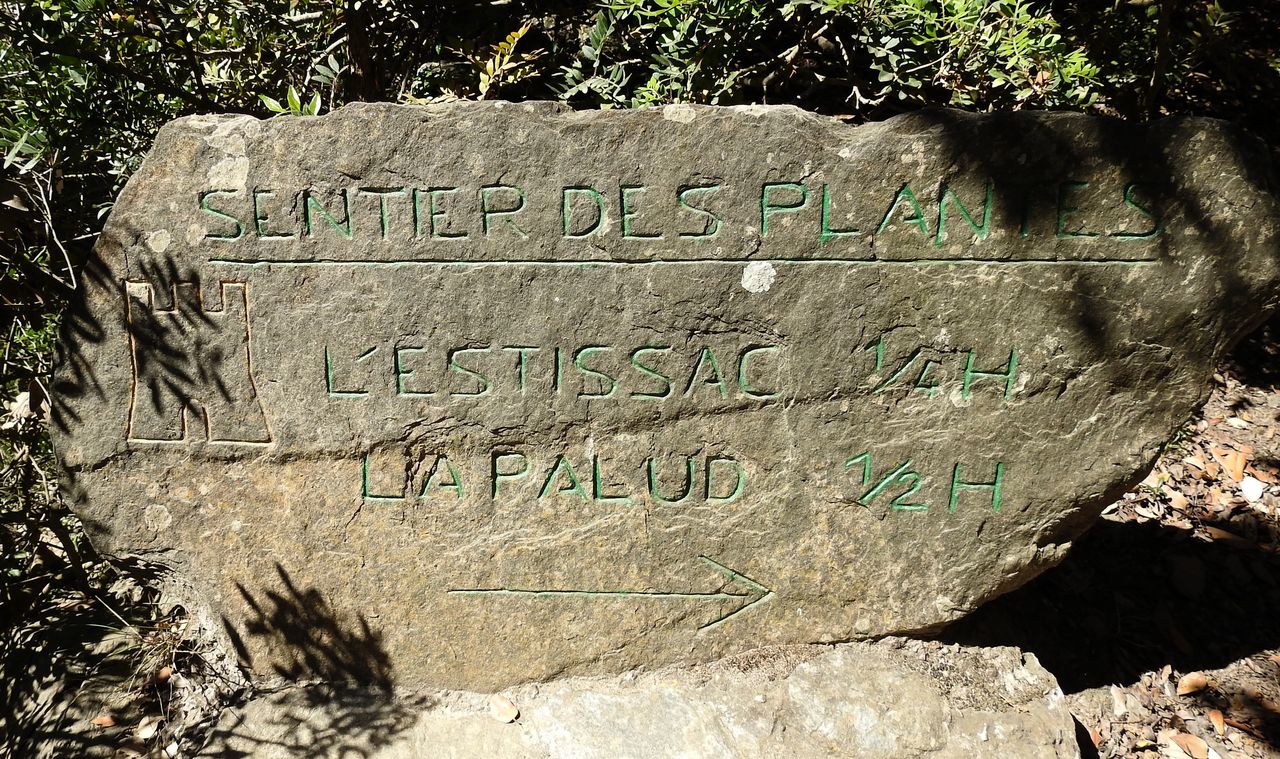 SENTIER DES PLANTES
L'ESTISSAC 1/4 H
LA PALUD 1/2 H